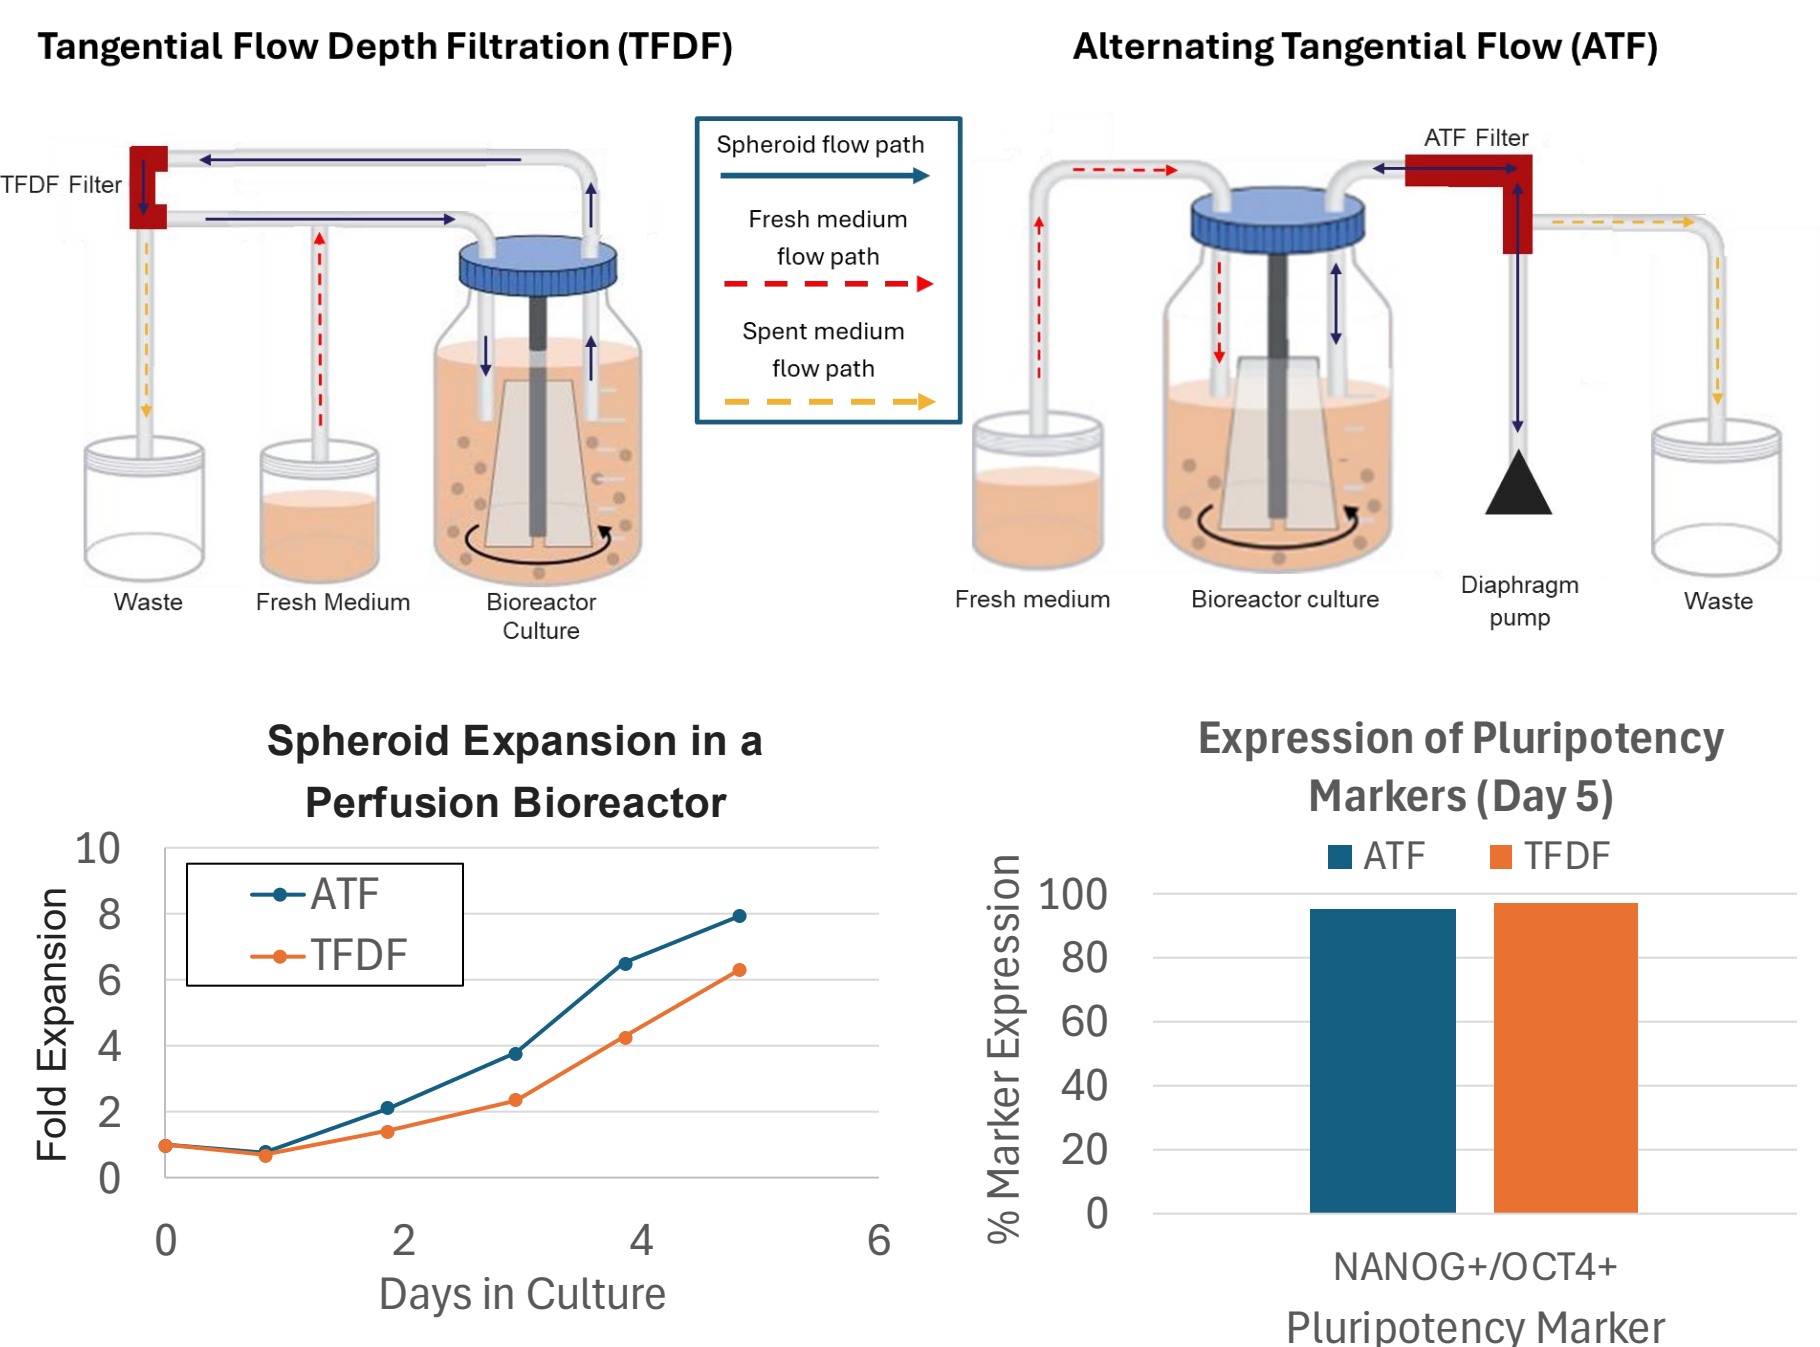 Tangential Flow Depth Filtration (TFDF)
Alternating Tangential Flow (ATF)
TFDF Filter
Waste
Fresh Medium
Bioreactor
Culture
Spheroid flow path
Fresh medium
flow path
Spent medium
flow path
ATF Filter
Fresh medium
Bioreactor culture
Diaphragm
pump
Waste
Spheroid Expansion in a
Perfusion Bioreactor
Fold Expansion
10
8
6
4
2
0
ATF
TFDF
0 2 4 6
Days in Culture
Expression of Pluripotency
Markers (Day 5)
ATF TFDF
% Marker Expression
100
80
60
40
20
0
NANOG+/OCT4+
Pluripotency Marker